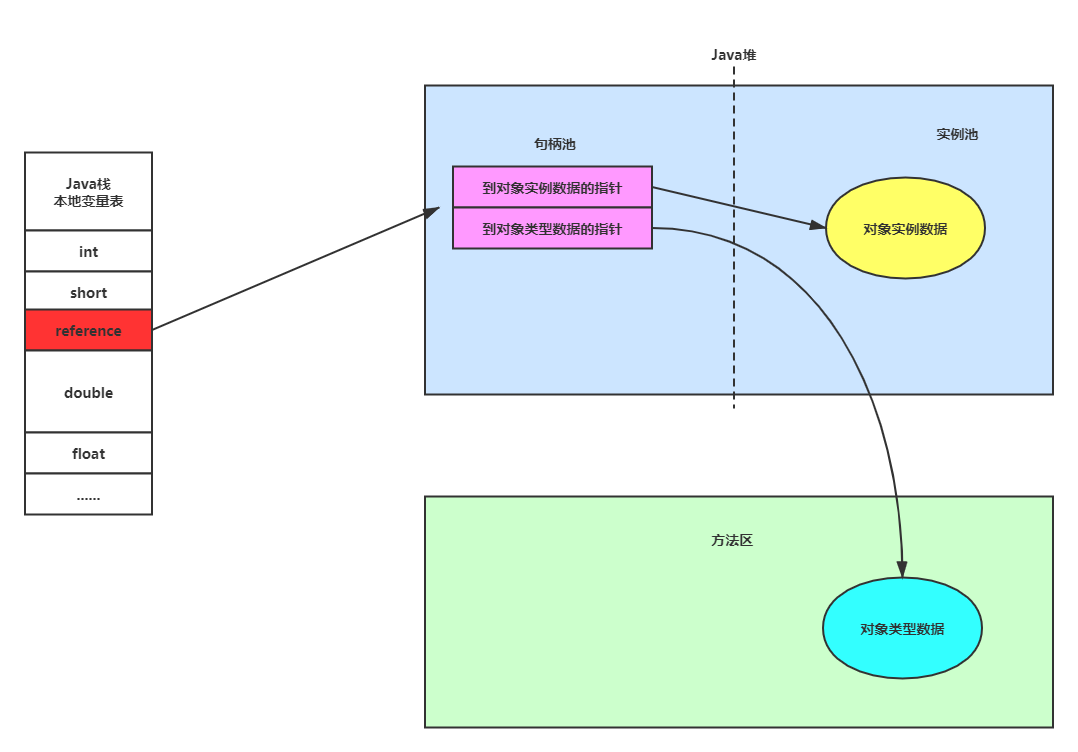 Java堆
句柄池
实例池
到对象实例数据的指针
到对象类型数据的指针
对象实例数据
Java栈
本地变量表
int
short
reference
double
float
......
方法区
对象类型数据